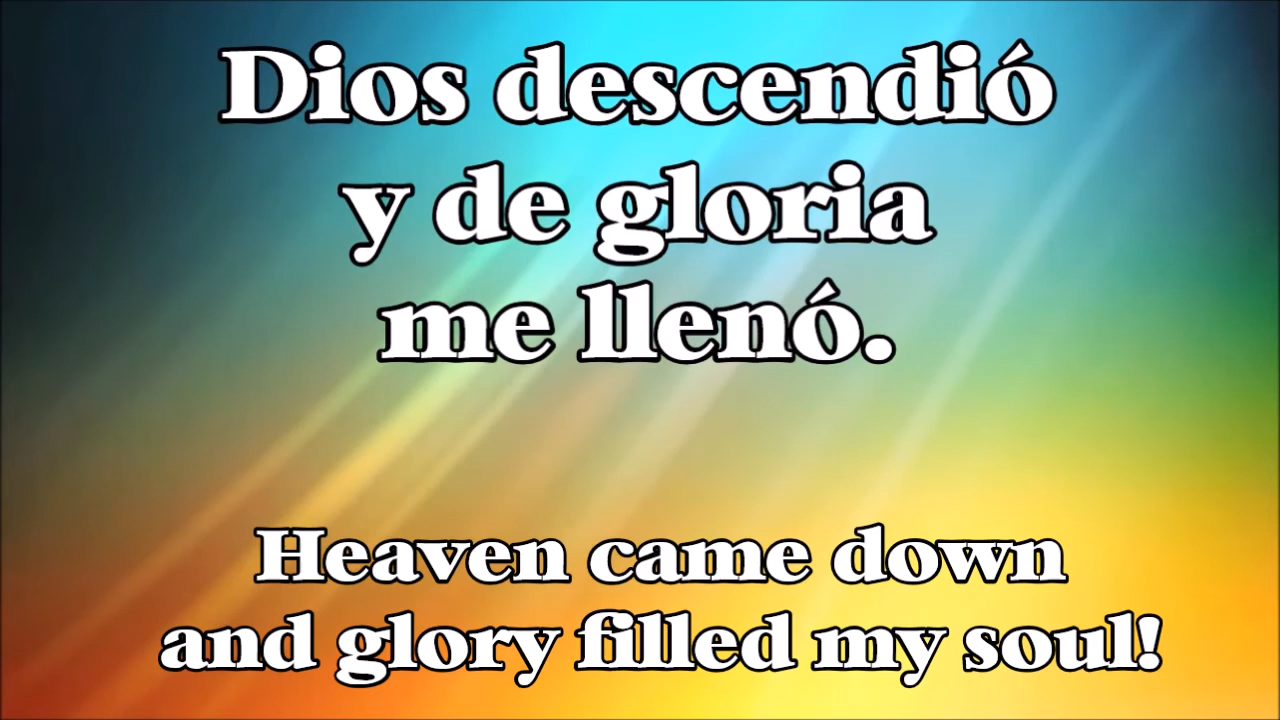 Dios descendió
y de gloria
me llenó.
Heaven came down
and glory filled my soul!